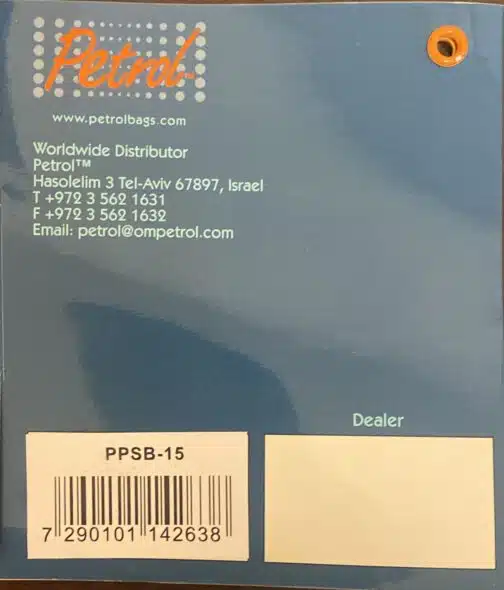 Petrol™
www.petrolbags.com
Worldwide Distributor
Petrol™
Hasolelim 3 Tel-Aviv 67897, Israel
T +972 3 562 1631
F +972 3 562 1632
Email: petrol@ompetrol.com
Dealer
PPSB-15
7 290101 142638